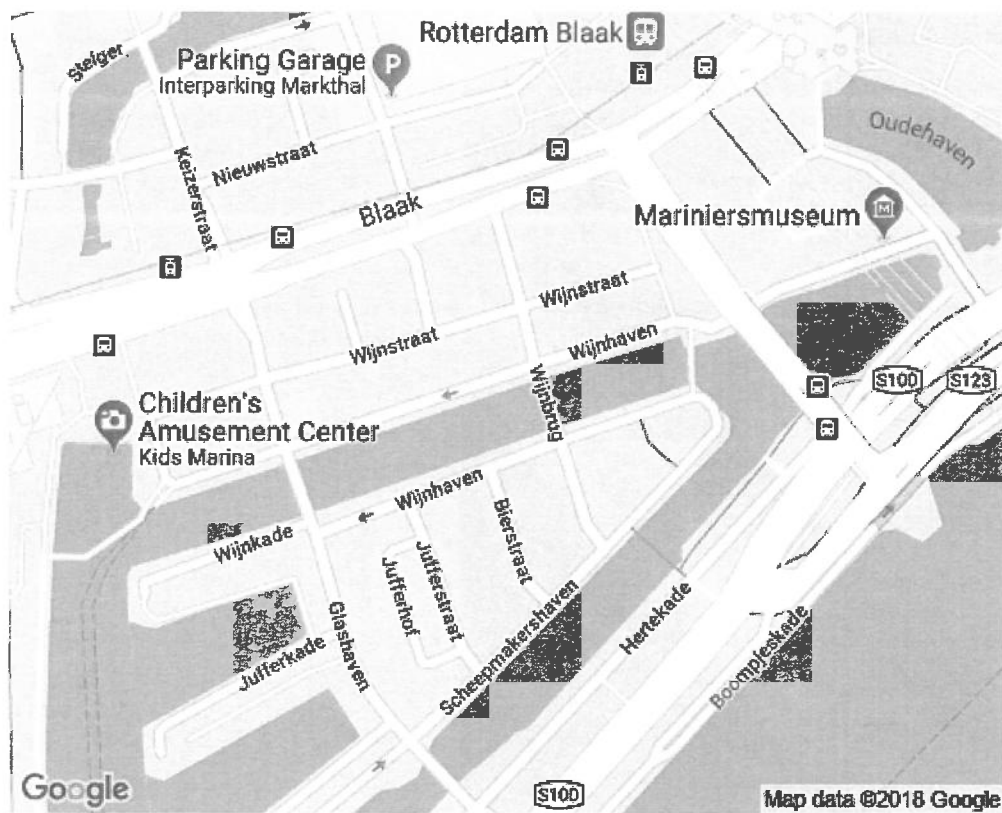 Rotterdam Blaak
Steiger
Parking Garage
Interparking Markthal
P
Oudehaven
Keizerstraat
Nieuwstraat
Blaak
Mariniersmuseum
M
Wijnstraat
Wijnstraat
Wijnhaven
Wijnbrug
S100
S123
Children's
Amusement Center
Kids Marina
Wijnhaven
Wijnkade
Bierstraat
Jufferstraat
Jufferhof
Glashaven
Jufferkade
Scheepmakershaven
Hertekade
Boompjeskade
Google
S100
Map data ©2018 Google